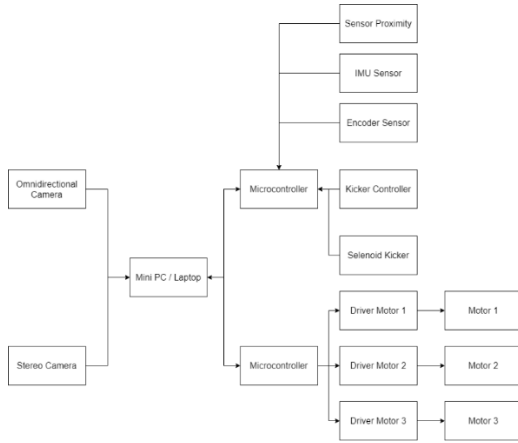 Sensor Proximity
IMU Sensor
Encoder Sensor
Omnidirectional
Camera
Microcontroller
Kicker Controller
Mini PC / Laptop
Selenoid Kicker
Driver Motor 1
Motor 1
Stereo Camera
Microcontroller
Driver Motor 2
Motor 2
Driver Motor 3
Motor 3